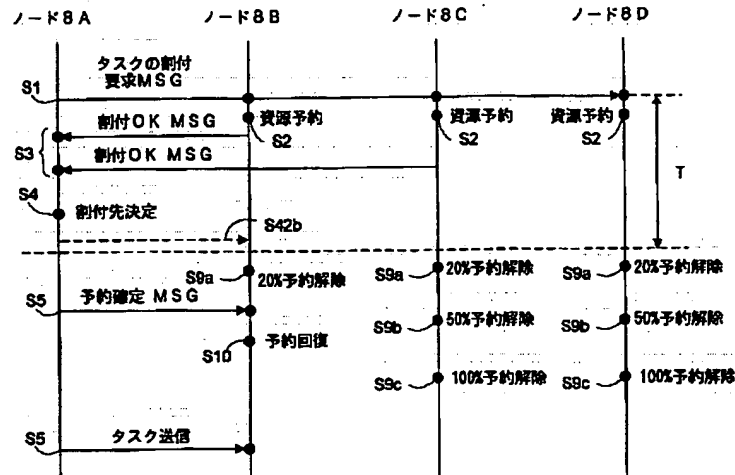 ノード8A ノード8B ノード8C ノード8D
タスクの割付
要求MSG
S1
割付OK MSG
資源予約 資源予約 資源予約
S2 S2 S2
S3
割付OK MSG
T
S4
割付先決定
S42b
S9a 20%予約解除 S9a 20%予約解除 S9a 20%予約解除
S5 予約確定 MSG
S9b 50%予約解除 S9b 50%予約解除
S10 予約回復
S9c 100%予約解除 S9c 100%予約解除
S5 タスク送信